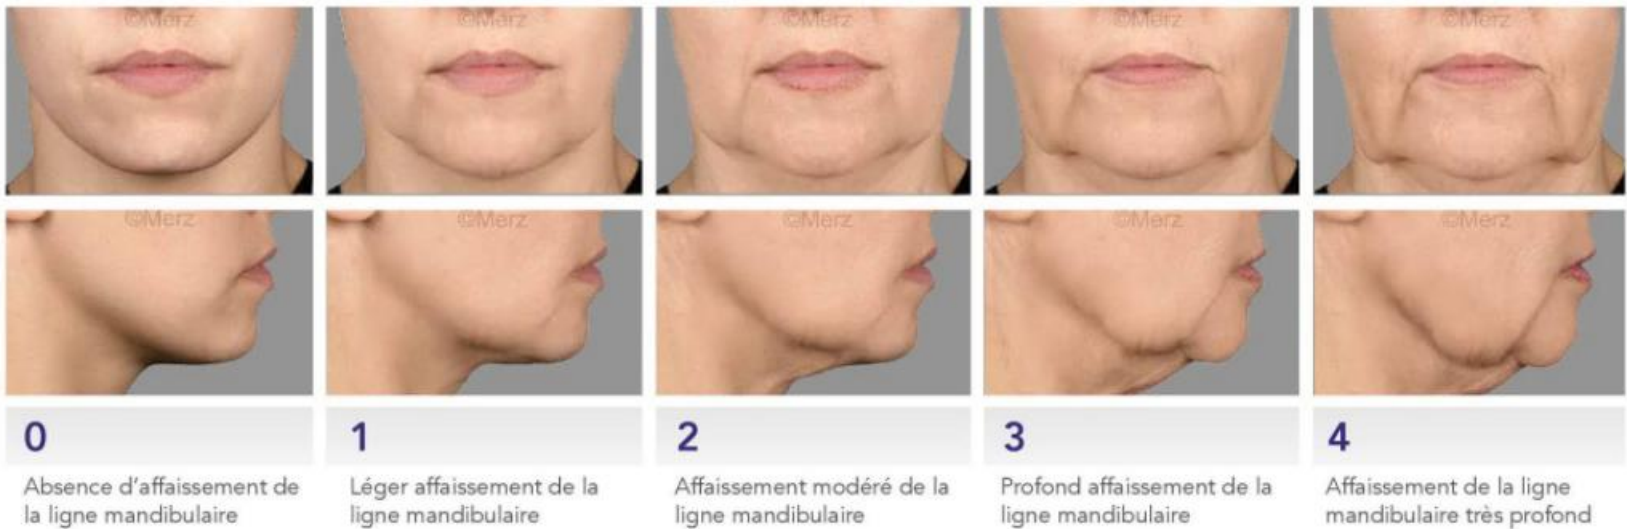 ©Merz
©Merz
©Merz
©Merz
©Merz
©Merz
©Merz
©Merz
©Merz
©Merz
0
Absence d'affaissement de
la ligne mandibulaire
1
Léger affaissement de la
ligne mandibulaire
2
Affaissement modéré de la
ligne mandibulaire
3
Profond affaissement de la
ligne mandibulaire
4
Affaissement de la ligne
mandibulaire très profond